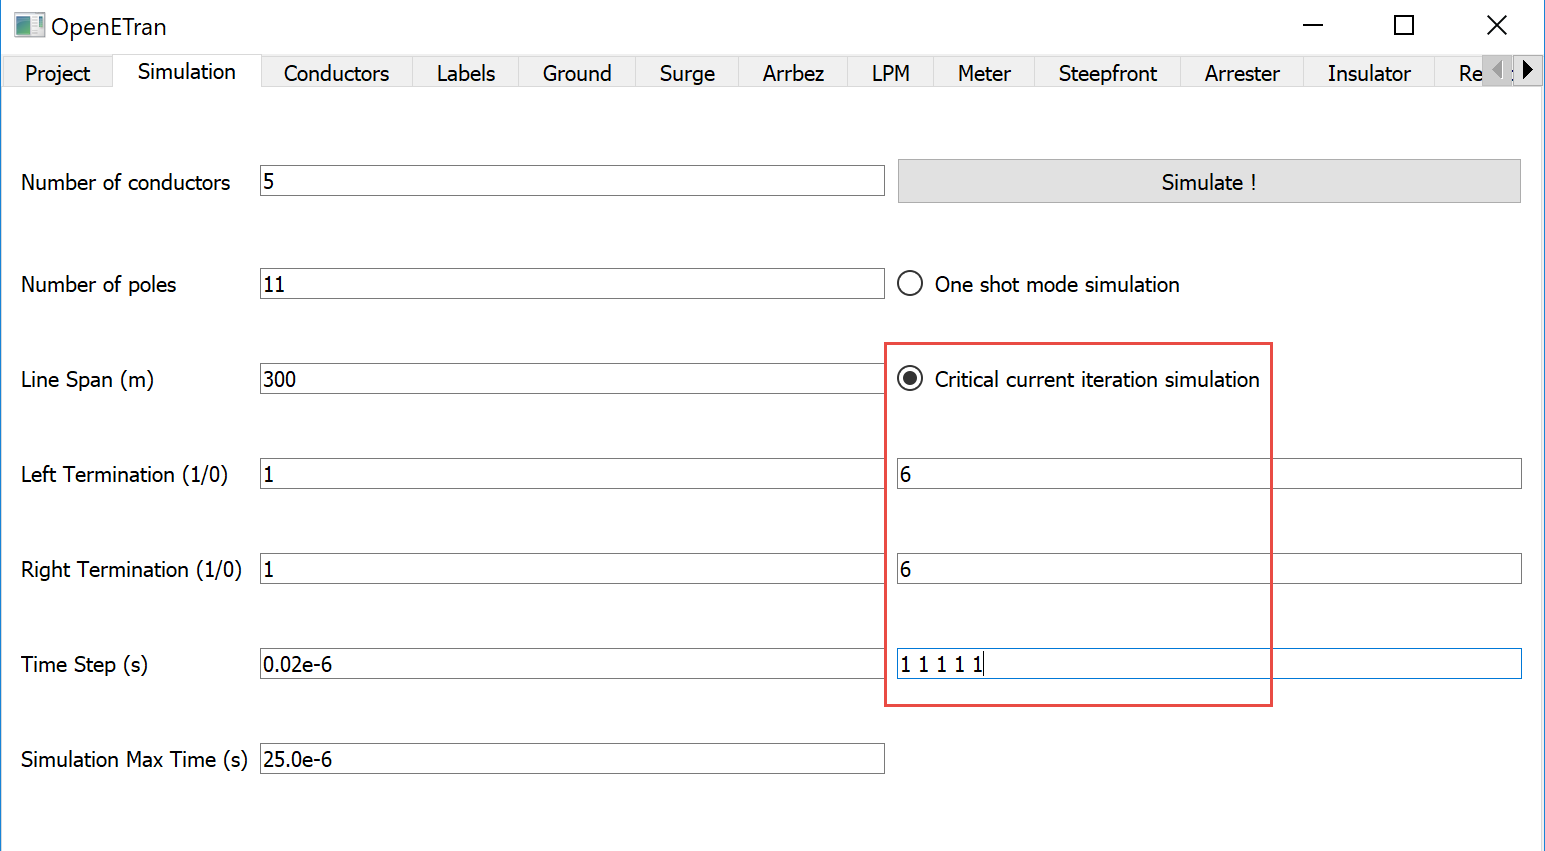 OpenETran
Project Simulation Conductors Labels Ground Surge Arrbez LPM Meter Steepfront Arrester Insulator
Number of conductors 5 Simulate !
Number of poles 11 One shot mode simulation
Line Span (m) 300 Critical current iteration simulation
Left Termination (1/0) 1 6
Right Termination (1/0) 1 6
Time Step (s) 0.02e-6 1 1 1 1 1
Simulation Max Time (s) 25.0e-6